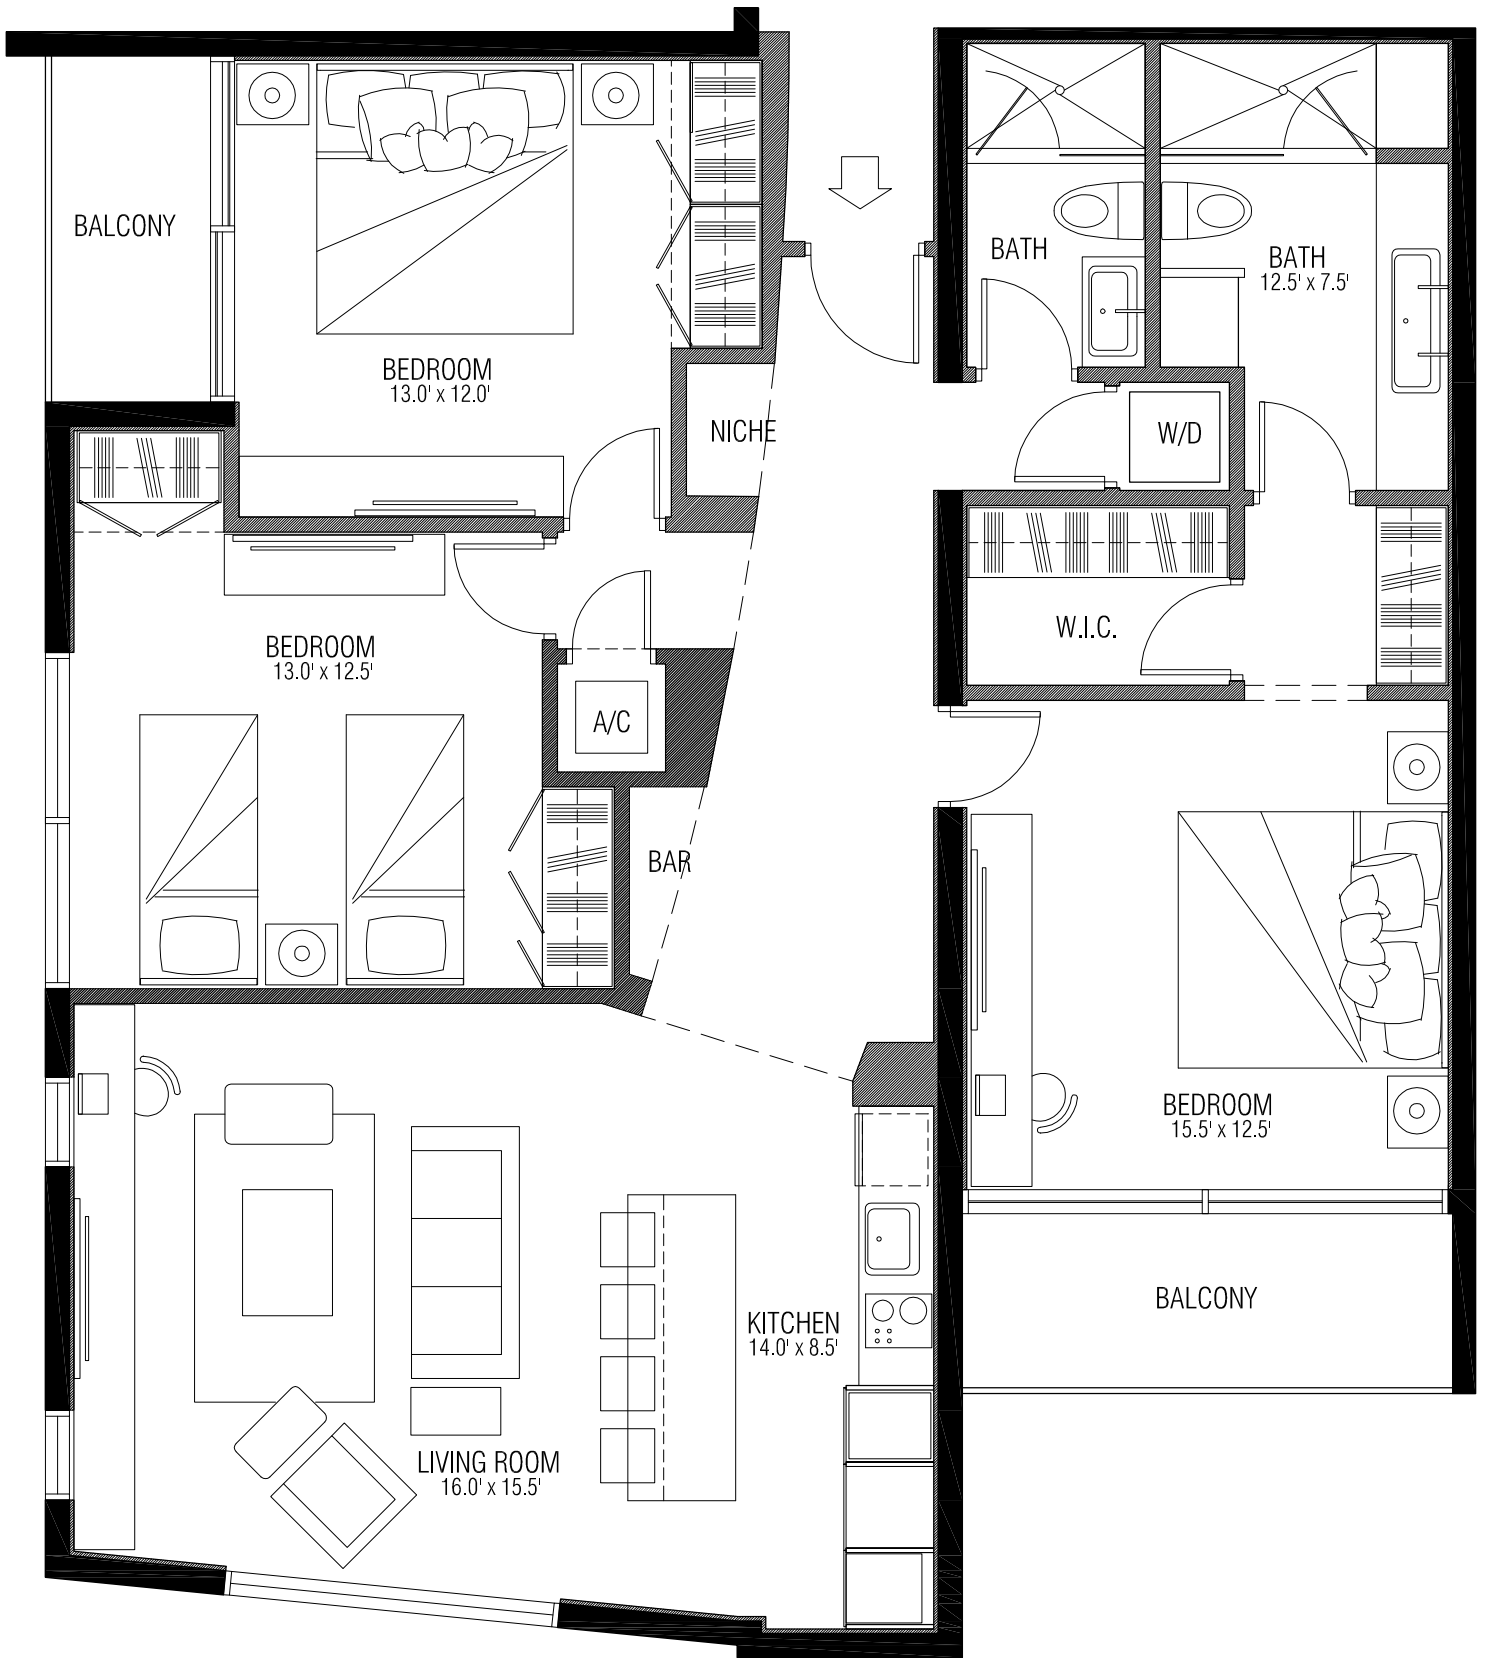 BALCONY
BEDROOM
13.0' x 12.0'
BATH
BATH
12.5' x 7.5'
NICHE
W/D
BEDROOM
13.0' x 12.5'
W.I.C.
A/C
BAR
BEDROOM
15.5' x 12.5'
BALCONY
KITCHEN
14.0' x 8.5'
LIVING ROOM
16.0' x 15.5'